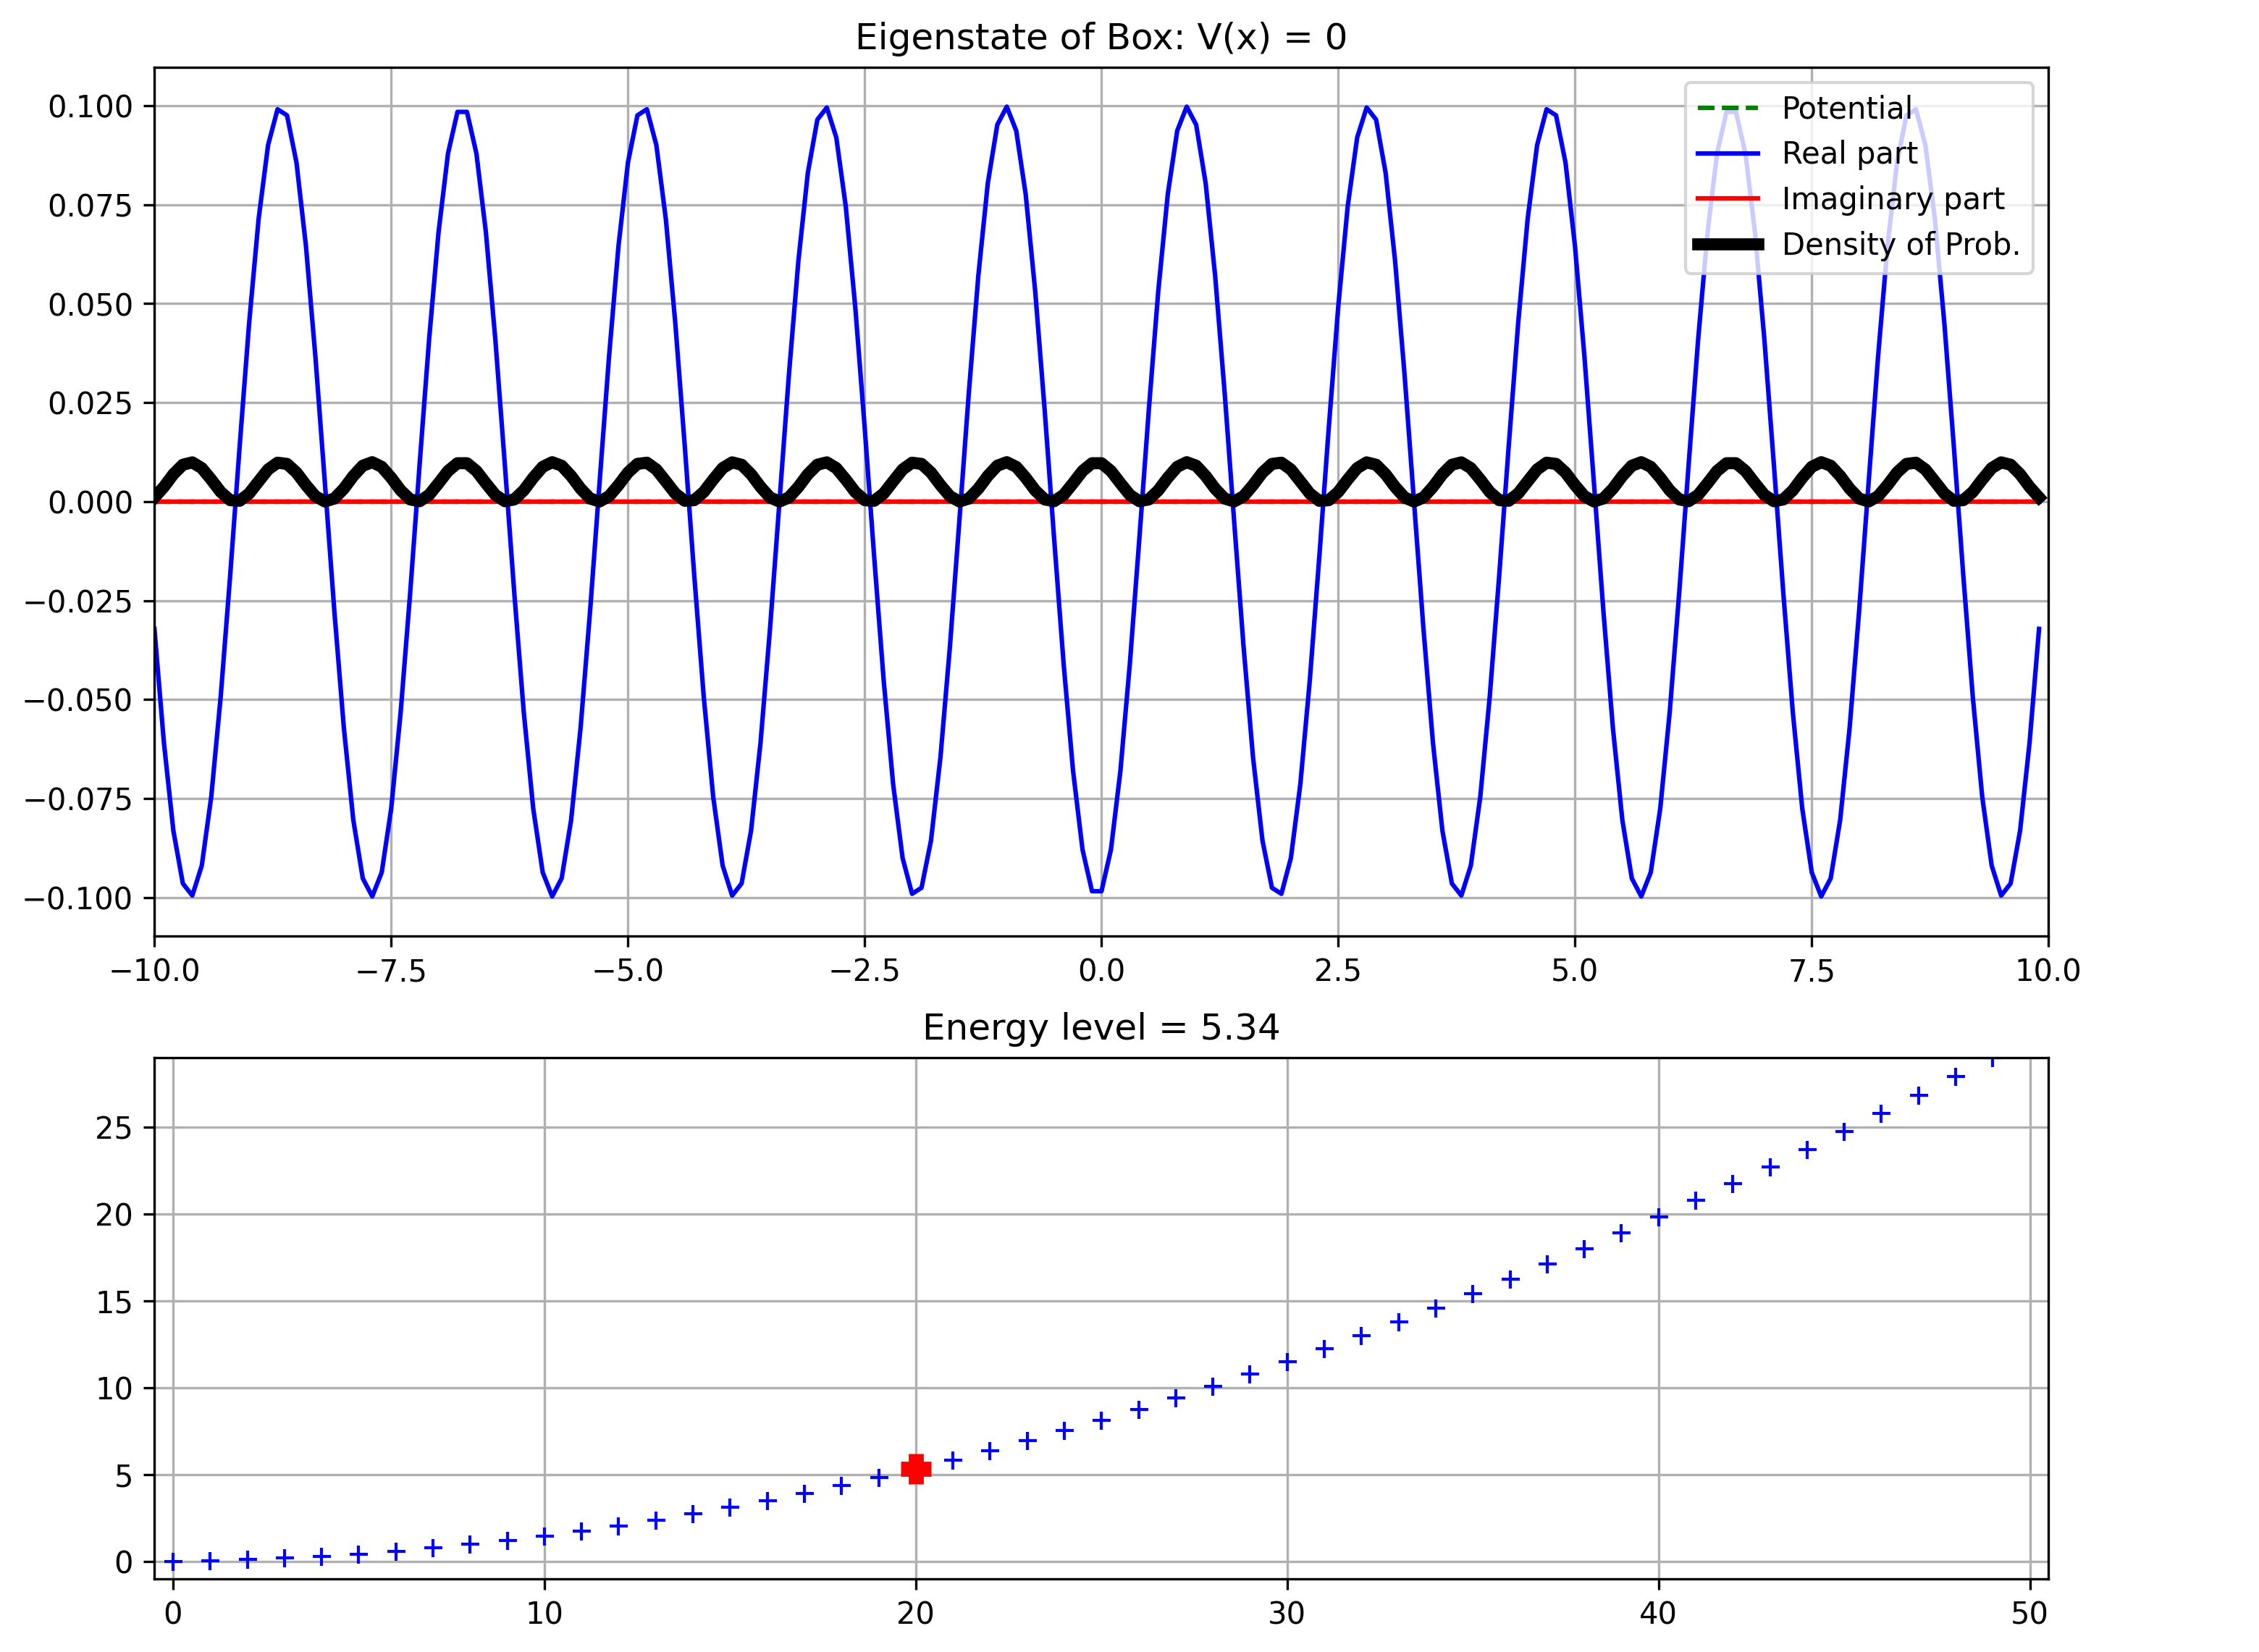 Eigenstate of Box: V(x) = 0
0.100
0.075
0.050
0.025
0.000
−0.025
−0.050
−0.075
−0.100
Potential
Real part
Imaginary part
Density of Prob.
−10.0 −7.5 −5.0 −2.5 0.0 2.5 5.0 7.5 10.0
Energy level = 5.34
25
20
15
10
5
0
0 10 20 30 40 50